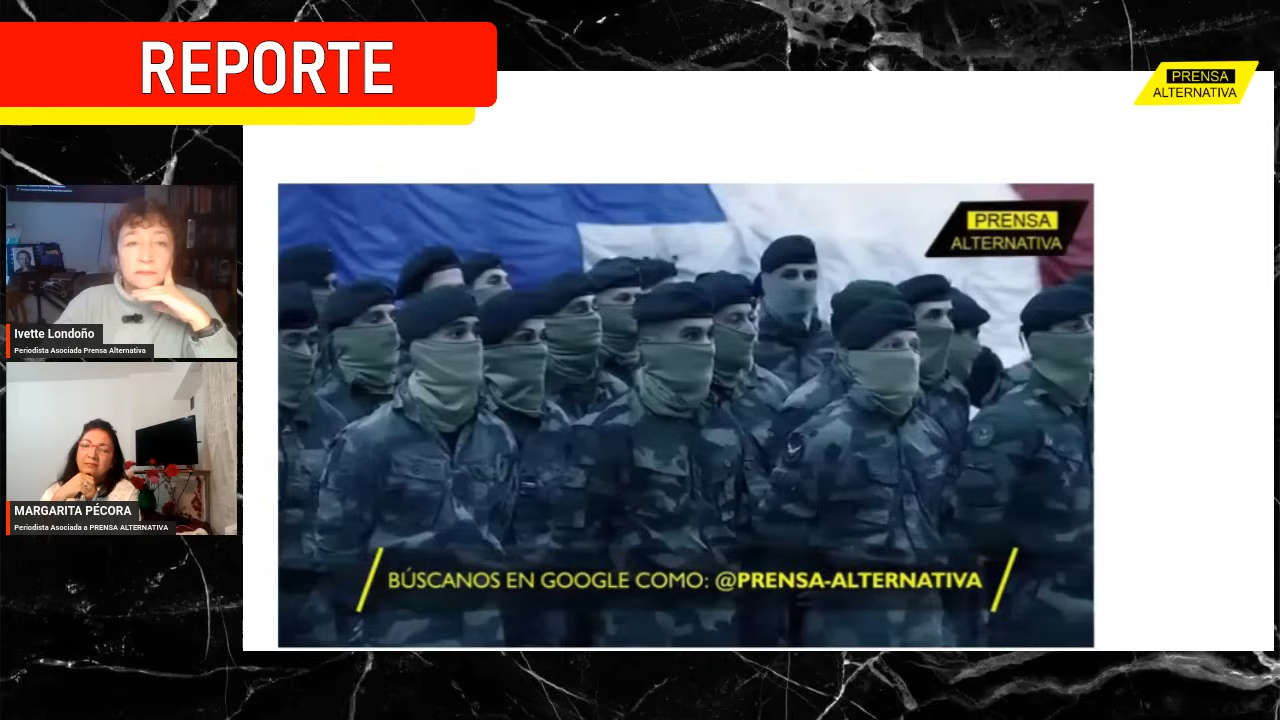 REPORTE
PRENSA
ALTERNATIVA
PRENSA
ALTERNATIVA
Ivette Londoño
Periodista Asociada Prensa Alternativa
MARGARITA PÉCORA
Periodista Asociada a PRENSA ALTERNATIVA
BÚSCANOS EN GOOGLE COMO: @PRENSA-ALTERNATIVA